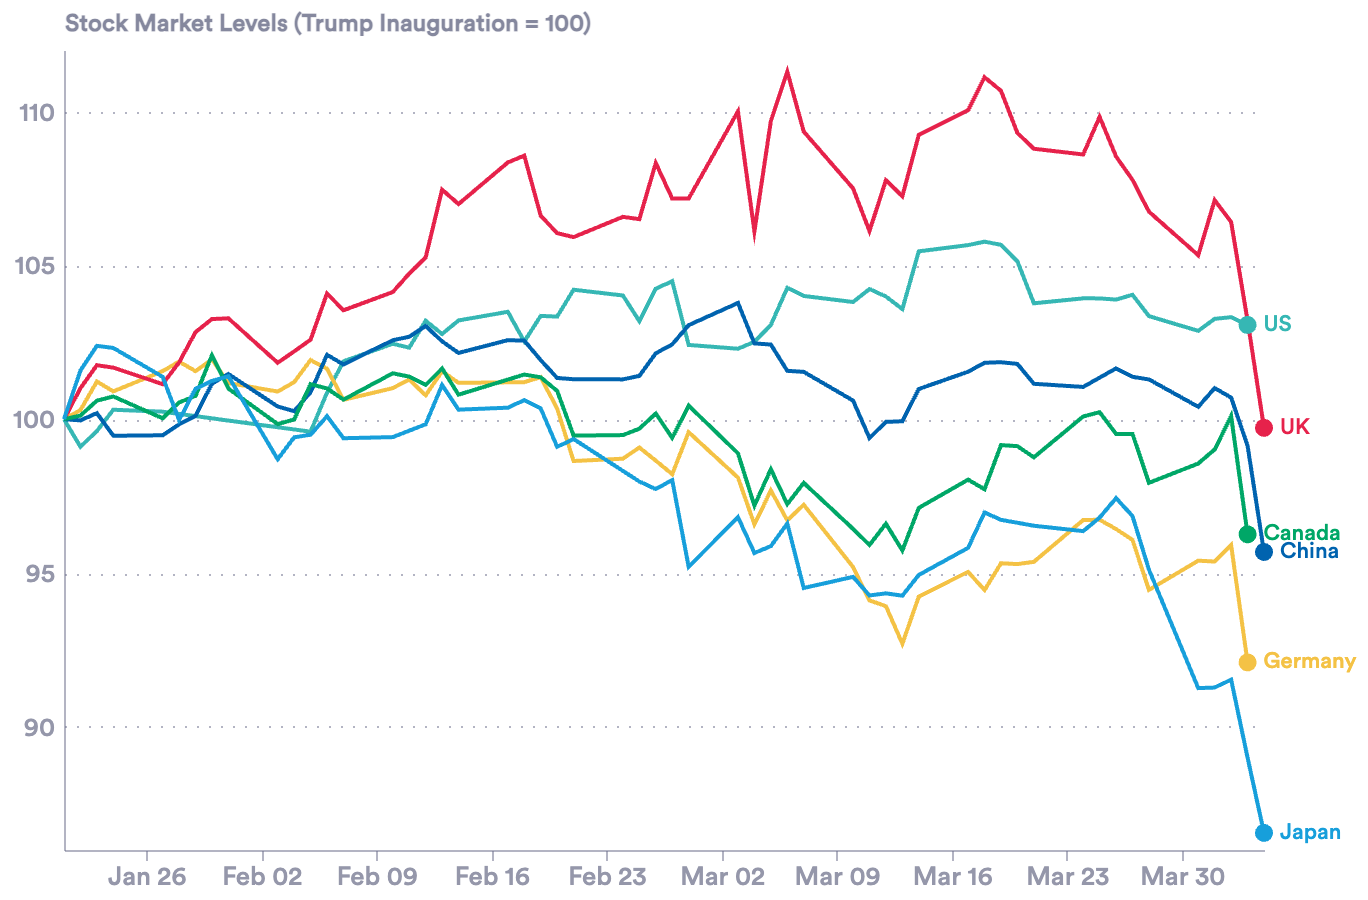 Stock Market Levels (Trump Inauguration = 100)
110
105
100
95
90
US
UK
Canada
China
Germany
Japan
Jan 26 Feb 02 Feb 09 Feb 16 Feb 23 Mar 02 Mar 09 Mar 16 Mar 23 Mar 30